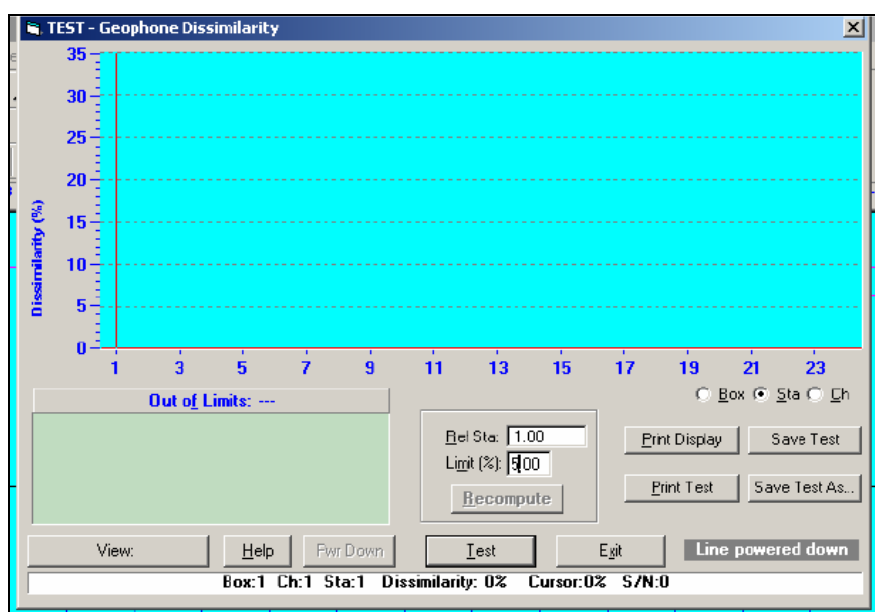 TEST - Geophone Dissimilarity
35
30
25
20
15
10
5
0
Dissimilarity (%)
1 3 5 7 9 11 13 15 17 19 21 23
Box Sta Ch
Out of Limits: ---
Rel Sta: 1.00
Limit (%): 5.00
Recompute
Print Display
Save Test
Print Test
Save Test As...
View:
Help
Pwr Down
Test
Exit
Line powered down
Box:1 Ch:1 Sta:1 Dissimilarity: 0% Cursor:0% S/N:0